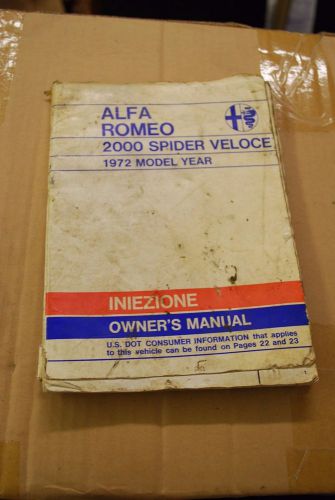 ALFA
ROMEO
2000 SPIDER VELOCE
1972 MODEL YEAR
INIEZIONE
OWNER'S MANUAL
U.S. DOT CONSUMER INFORMATION that applies
to this vehicle can be found on Pages 22 and 23